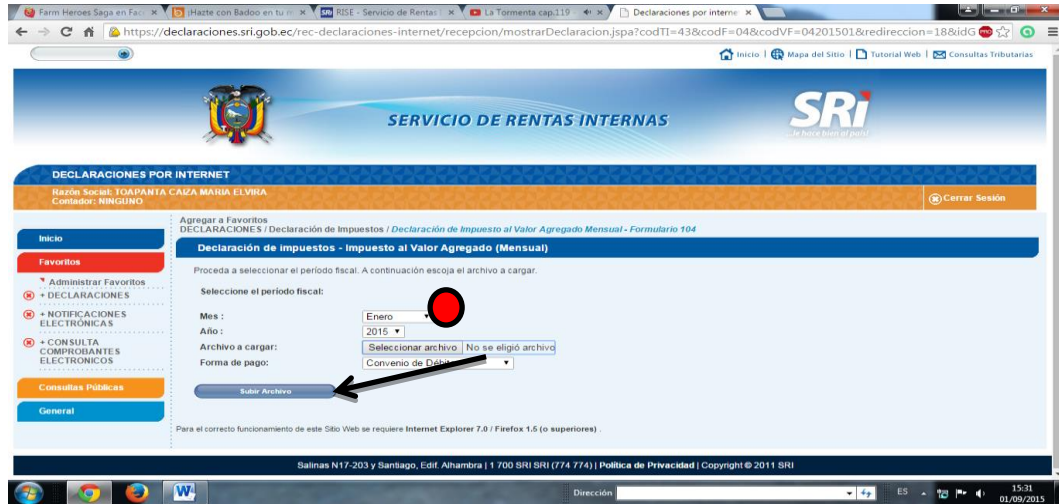 Farm Heroes Saga en Fac
¡Hazte con Badoo en tu
RISE - Servicio de Rentas
La Tormenta cap.119
Declaraciones por interne
https://declaraciones.sri.gob.ec/rec-declaraciones-internet/recepcion/mostrarDeclaracion.jspa?codTI=43&codF=04&codVF=04201501&redireccion=18&idG
Inicio | Mapa del Sitio | Tutorial Web | Consultas Tributarias
SERVICIO DE RENTAS INTERNAS
SRi
...le hace bien al país!
DECLARACIONES POR INTERNET
Razón Social: TOAPANTA CAIZA MARIA ELVIRA
Contador: NINGUNO
Cerrar Sesión
Agregar a Favoritos
DECLARACIONES / Declaración de Impuestos / Declaración de Impuesto al Valor Agregado Mensual - Formulario 104
Inicio
Favoritos
Administrar Favoritos
+ DECLARACIONES
+ NOTIFICACIONES
ELECTRÓNICAS
+ CONSULTA
COMPROBANTES
ELECTRONICOS
Consultas Públicas
General
Declaración de impuestos - Impuesto al Valor Agregado (Mensual)
Proceda a seleccionar el período fiscal. A continuación escoja el archivo a cargar.
Seleccione el período fiscal:
Mes : Enero
Año : 2015
Archivo a cargar: Seleccionar archivo No se eligió archivo
Forma de pago: Convenio de Débito
Subir Archivo
Para el correcto funcionamiento de este Sitio Web se requiere Internet Explorer 7.0 / Firefox 1.5 (o superiores) .
Salinas N17-203 y Santiago, Edif. Alhambra | 1 700 SRI SRI (774 774) | Política de Privacidad | Copyright © 2011 SRI
Dirección
ES
15:31
01/09/2015